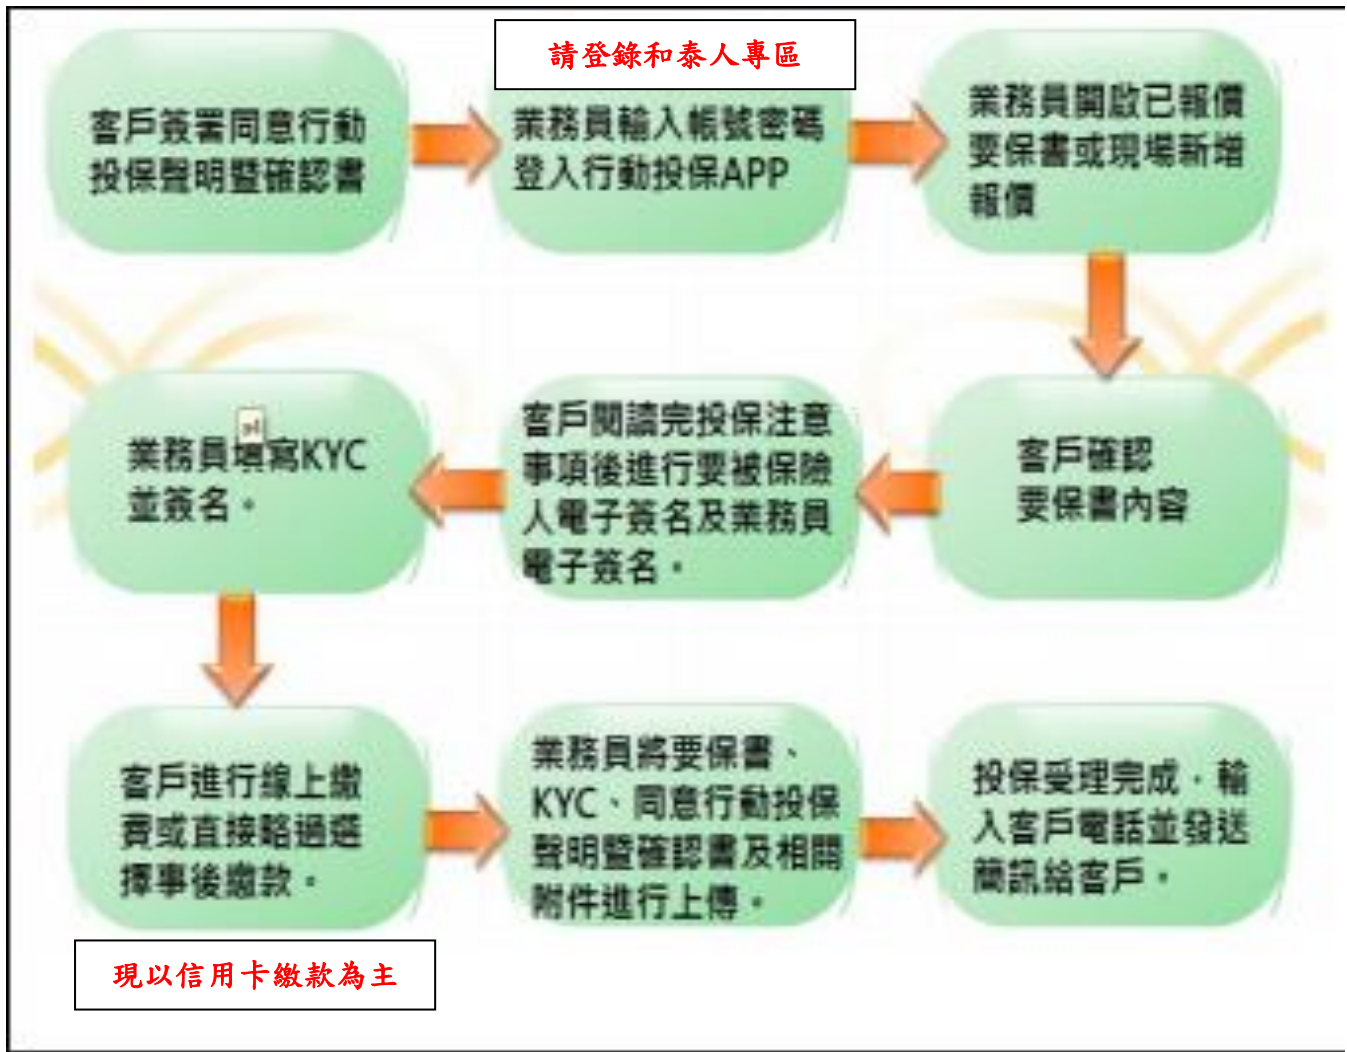 請登錄和泰人專區
客戶簽署同意行動
投保聲明暨確認書
業務員輸入帳號密碼
登入行動投保APP
業務員開啟已報價
要保書或現場新增
報價
客戶確認
要保書內容
客戶閱讀完投保注意
事項後進行要被保險
人電子簽名及業務員
電子簽名。
業務員填寫KYC
並簽名。
客戶進行線上繳
費或直接略過選
擇事後繳款。
現以信用卡繳款為主
業務員將要保書、
KYC、同意行動投保
聲明暨確認書及相關
附件進行上傳。
投保受理完成，輸
入客戶電話並發送
簡訊給客戶。